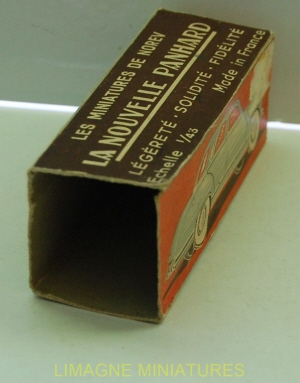 LES MINIATURES DE NOREV
LA NOUVELLE PANHARD
LÉGÈRETÉ · SOLIDITÉ · FIDÉLITÉ
Echelle 1/43 Made in France
LIMAGNE MINIATURES